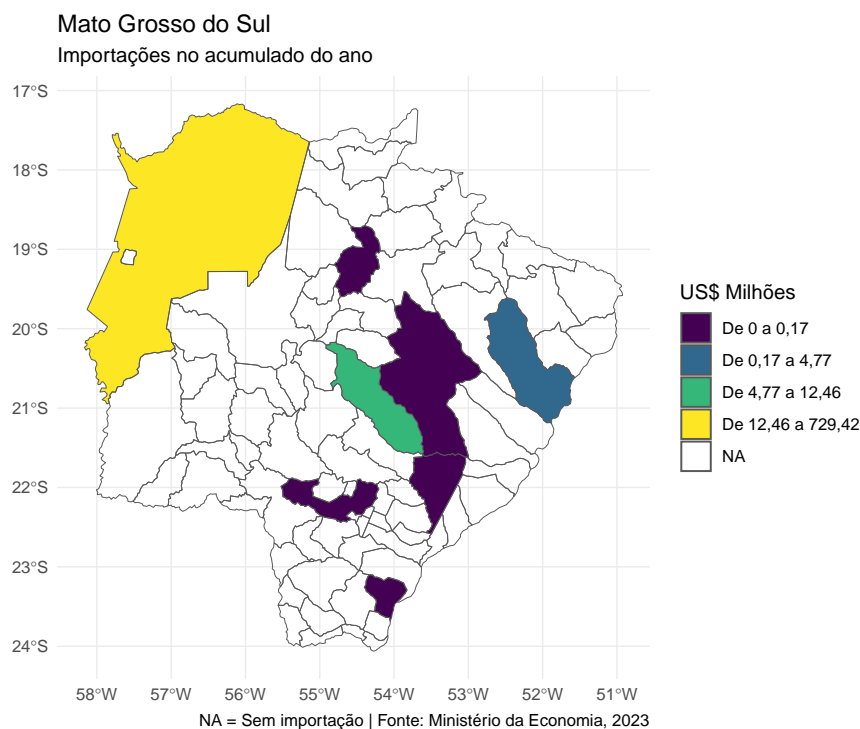 Mato Grosso do Sul
Importações no acumulado do ano
17°S
18°S
19°S
20°S
21°S
22°S
23°S
24°S
58°W 57°W 56°W 55°W 54°W 53°W 52°W 51°W
US$ Milhões
De 0 a 0,17
De 0,17 a 4,77
De 4,77 a 12,46
De 12,46 a 729,42
NA
NA = Sem importação | Fonte: Ministério da Economia, 2023